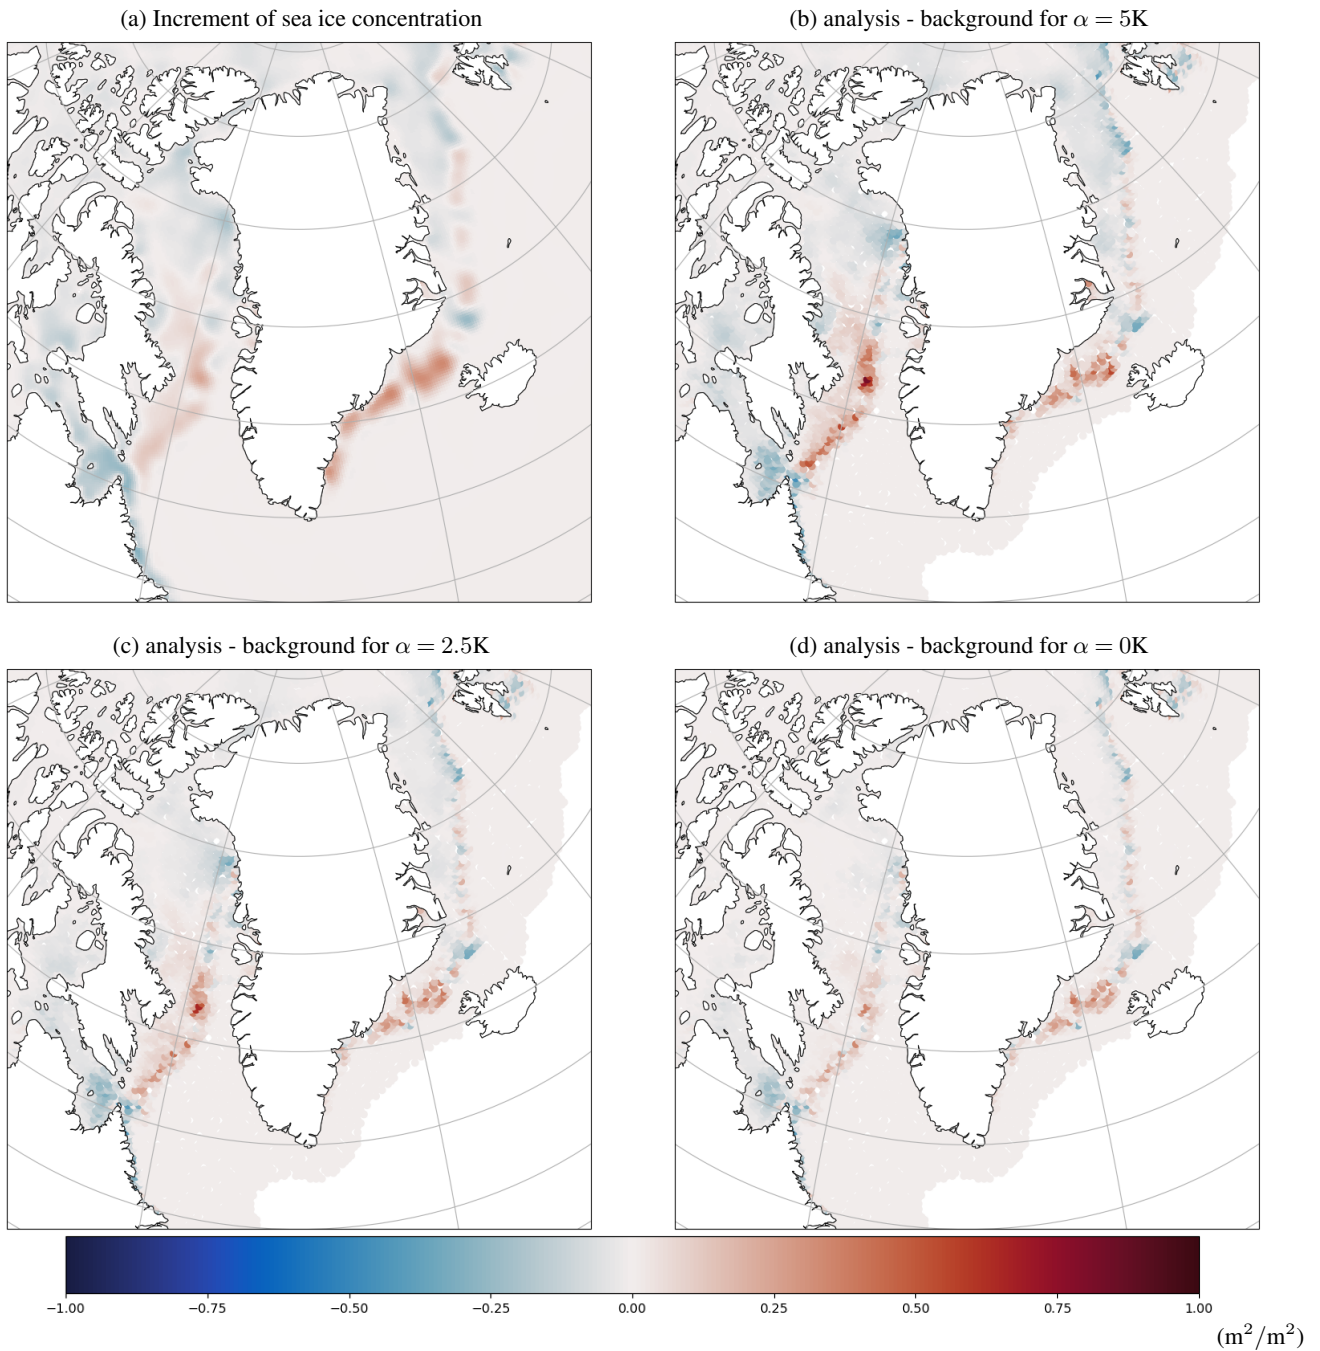 (a) Increment of sea ice concentration
(b) analysis - background for α = 5K
(c) analysis - background for α = 2.5K
(d) analysis - background for α = 0K
−1.00 −0.75 −0.50 −0.25 0.00 0.25 0.50 0.75 1.00
(m²/m²)